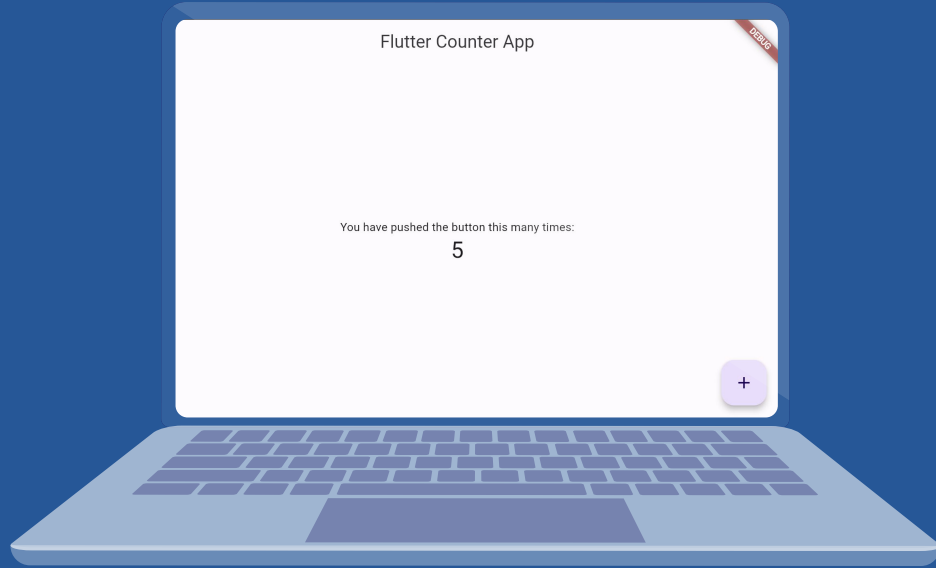 Flutter Counter App
DEBUG
You have pushed the button this many times:
5
+